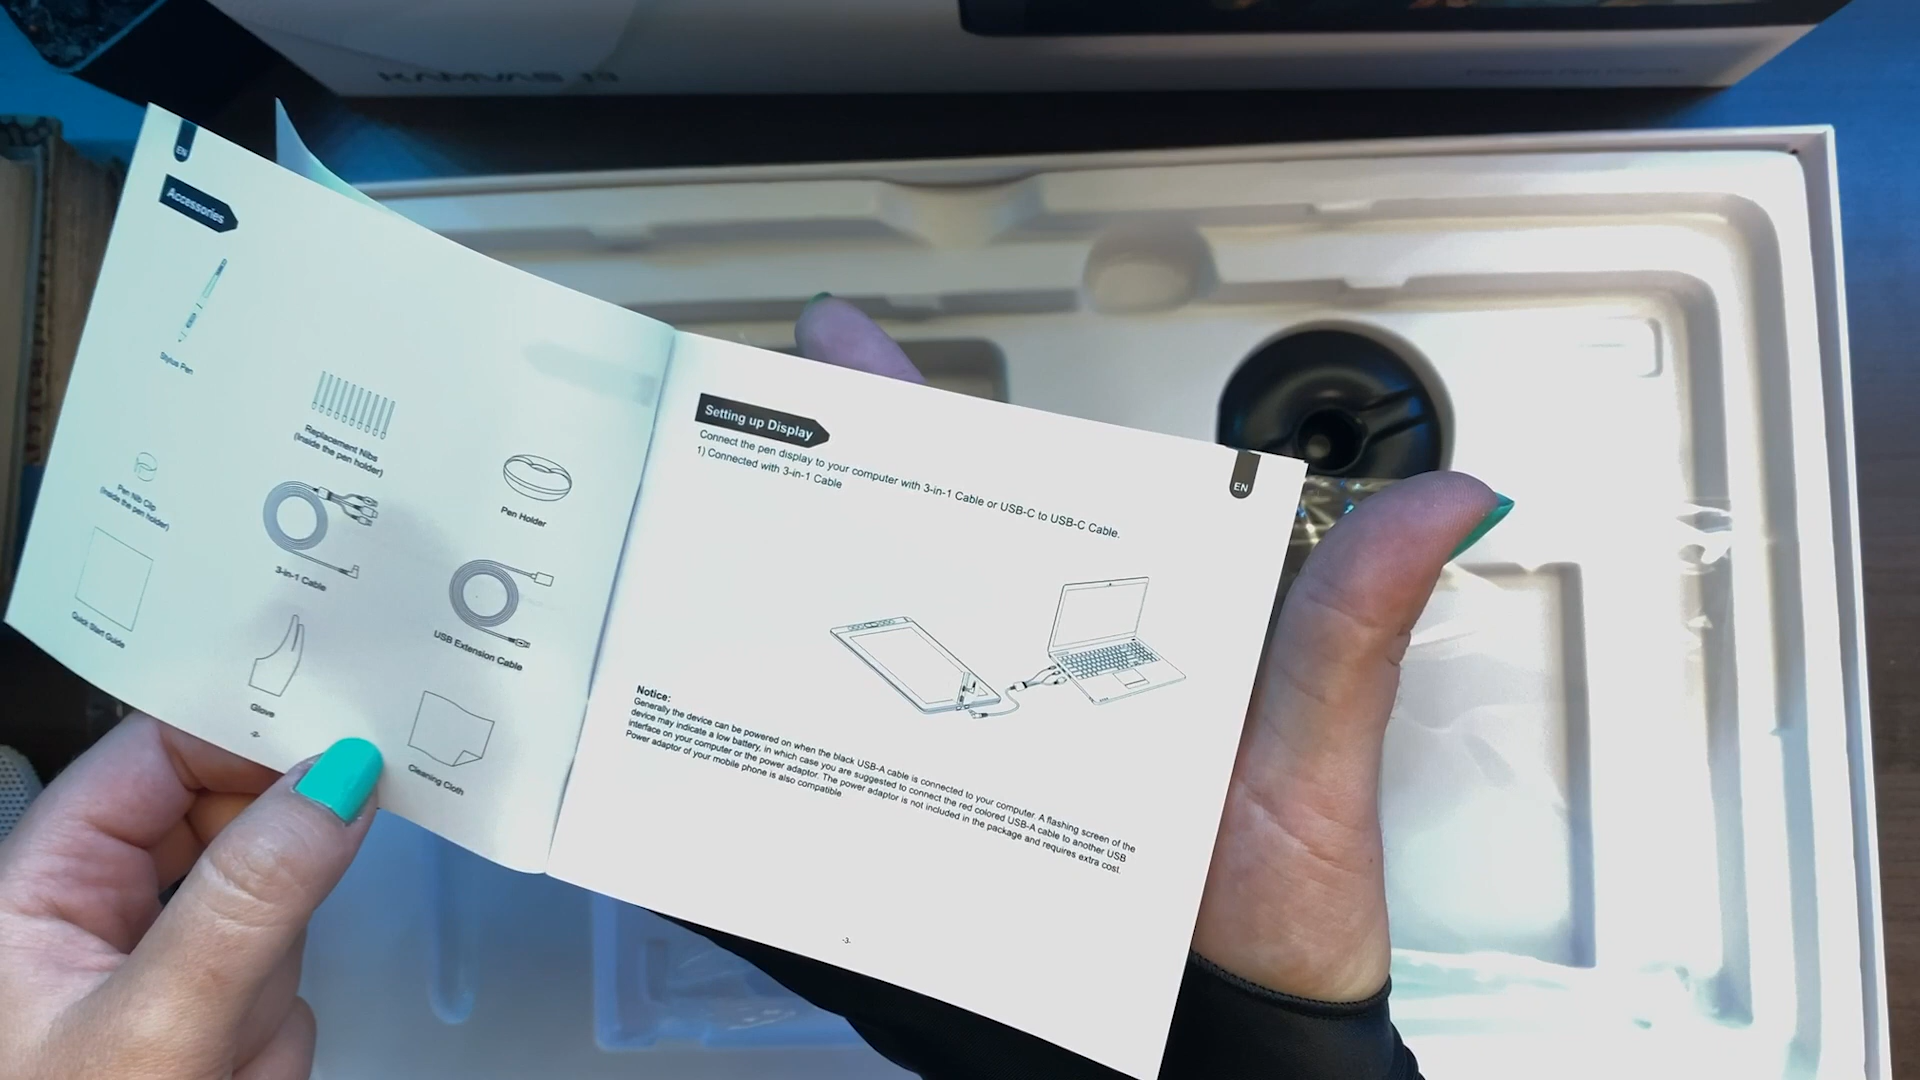 KAMVAS 13
EN
Accessories
Stylus Pen
Replacement Nibs
(Inside the pen holder)
Pen Nib Clip
(Inside the pen holder)
Pen Holder
3-in-1 Cable
Quick Start Guide
USB Extension Cable
Glove
Cleaning Cloth
-2-
EN
Setting up Display
Connect the pen display to your computer with 3-in-1 Cable or USB-C to USB-C Cable.
1) Connected with 3-in-1 Cable
Notice:
Generally the device can be powered on when the black USB-A cable is connected to your computer. A flashing screen of the
device may indicate a low battery, in which case you are suggested to connect the red colored USB-A cable to another USB
interface on your computer or the power adaptor. The power adaptor is not included in the package and requires extra cost.
Power adaptor of your mobile phone is also compatible
-3-